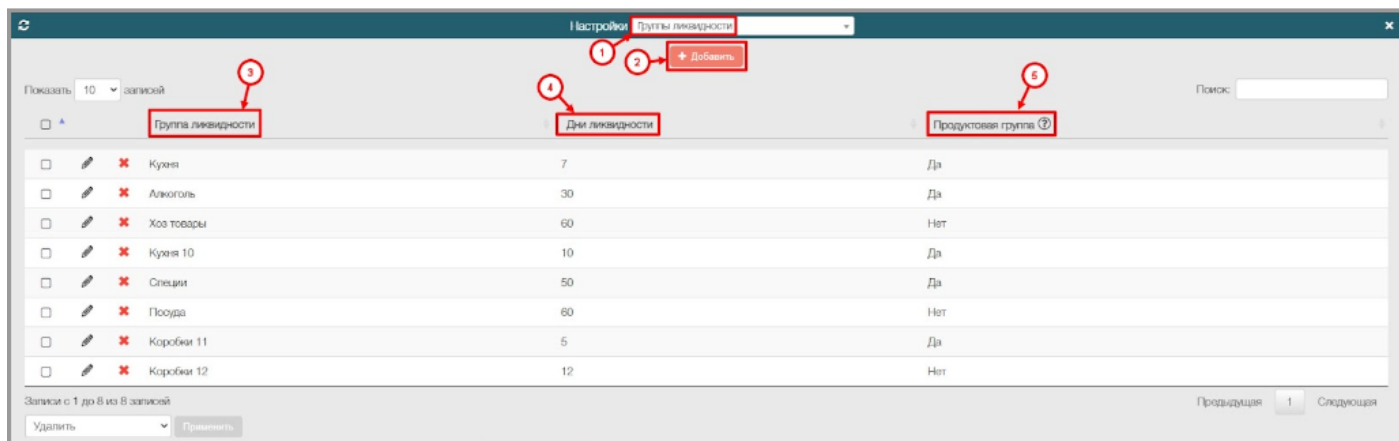 Настройки Группы ликвидности
1
2 + Добавить
3 4 5
Показать 10 записей Поиск:
Группа ликвидности Дни ликвидности Продуктовая группа ?
Кухня 7 Да
Алкоголь 30 Да
Хоз товары 60 Нет
Кухня 10 10 Да
Специи 50 Да
Посуда 60 Нет
Коробки 11 5 Да
Коробки 12 12 Нет
Записи с 1 до 8 из 8 записей Предыдущая 1 Следующая
Удалить Применить